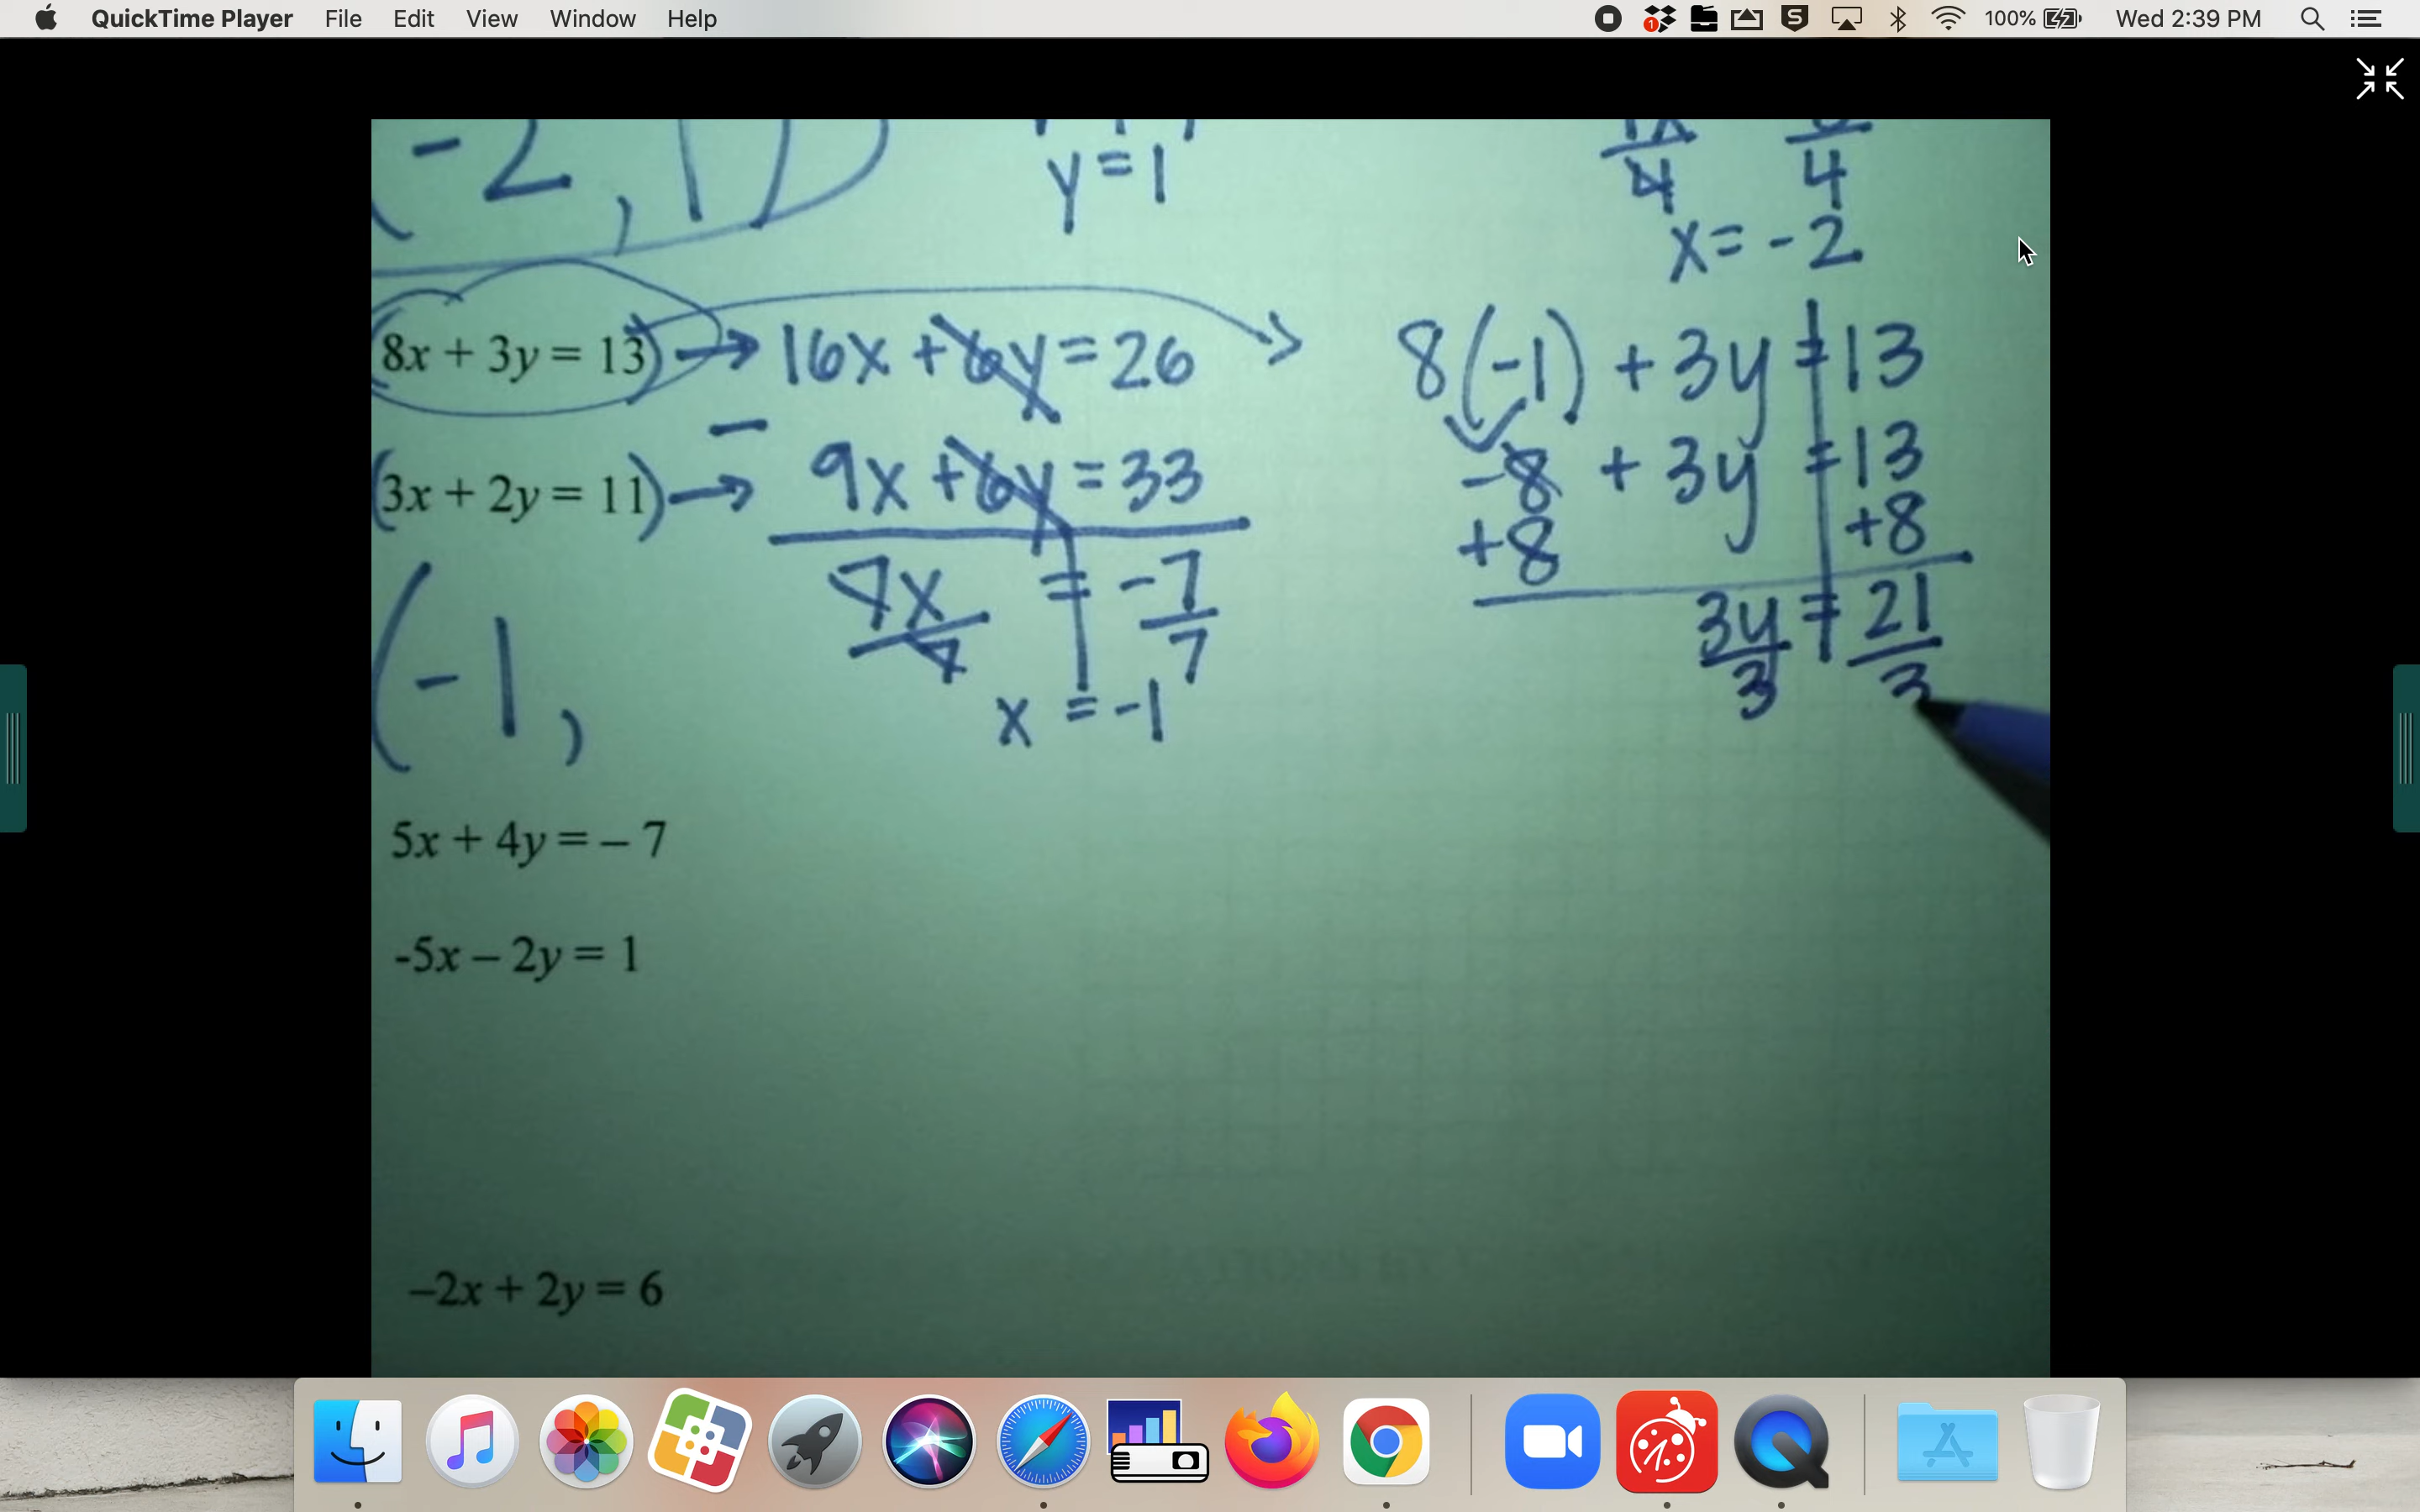 QuickTime Player File Edit View Window Help 1 S 100% Wed 2:39 PM
(-2, 1)
y = 1
4 4
x = -2
(8x + 3y = 13) → 16x + 6y = 26
8(-1) + 3y = 13
-8 + 3y = 13
+8 +8
3y = 21
3 3
−
(3x + 2y = 11) → 9x + 6y = 33
7x = -7
7 7
x = -1
(-1,
5x + 4y = – 7
-5x – 2y = 1
–2x + 2y = 6